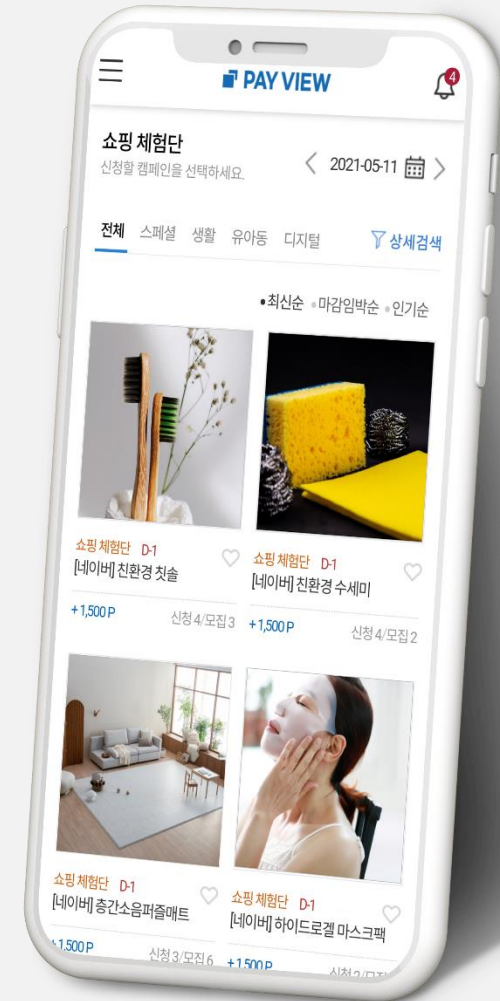 PAY VIEW
4
쇼핑 체험단
신청할 캠페인을 선택하세요.
2021-05-11
전체 스페셜 생활 유아동 디지털 상세검색
•최신순 •마감임박순 •인기순
쇼핑 체험단 D-1
[네이버] 친환경 칫솔
+1,500 P 신청 4/모집 3
쇼핑 체험단 D-1
[네이버] 친환경 수세미
+1,500 P 신청 4/모집 2
쇼핑 체험단 D-1
[네이버] 층간소음퍼즐매트
+1,500 P 신청 3/모집 6
쇼핑 체험단 D-1
[네이버] 하이드로겔 마스크팩
+1,500 P 신청 2/모집